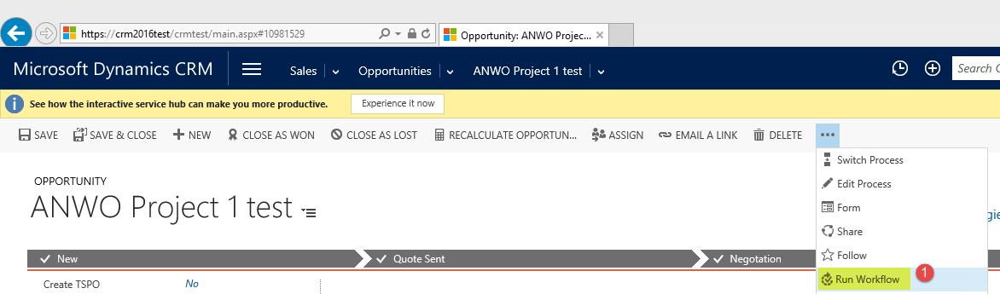 https://crm2016test/crmtest/main.aspx#10981529
Opportunity: ANWO Projec...
Microsoft Dynamics CRM Sales Opportunities ANWO Project 1 test Search
See how the interactive service hub can make you more productive. Experience it now
SAVE SAVE & CLOSE NEW CLOSE AS WON CLOSE AS LOST RECALCULATE OPPORTUN... ASSIGN EMAIL A LINK DELETE ...
Switch Process
Edit Process
Form
Share
Follow
Run Workflow 1
OPPORTUNITY
ANWO Project 1 test
New Quote Sent Negotation
Create TSPO No